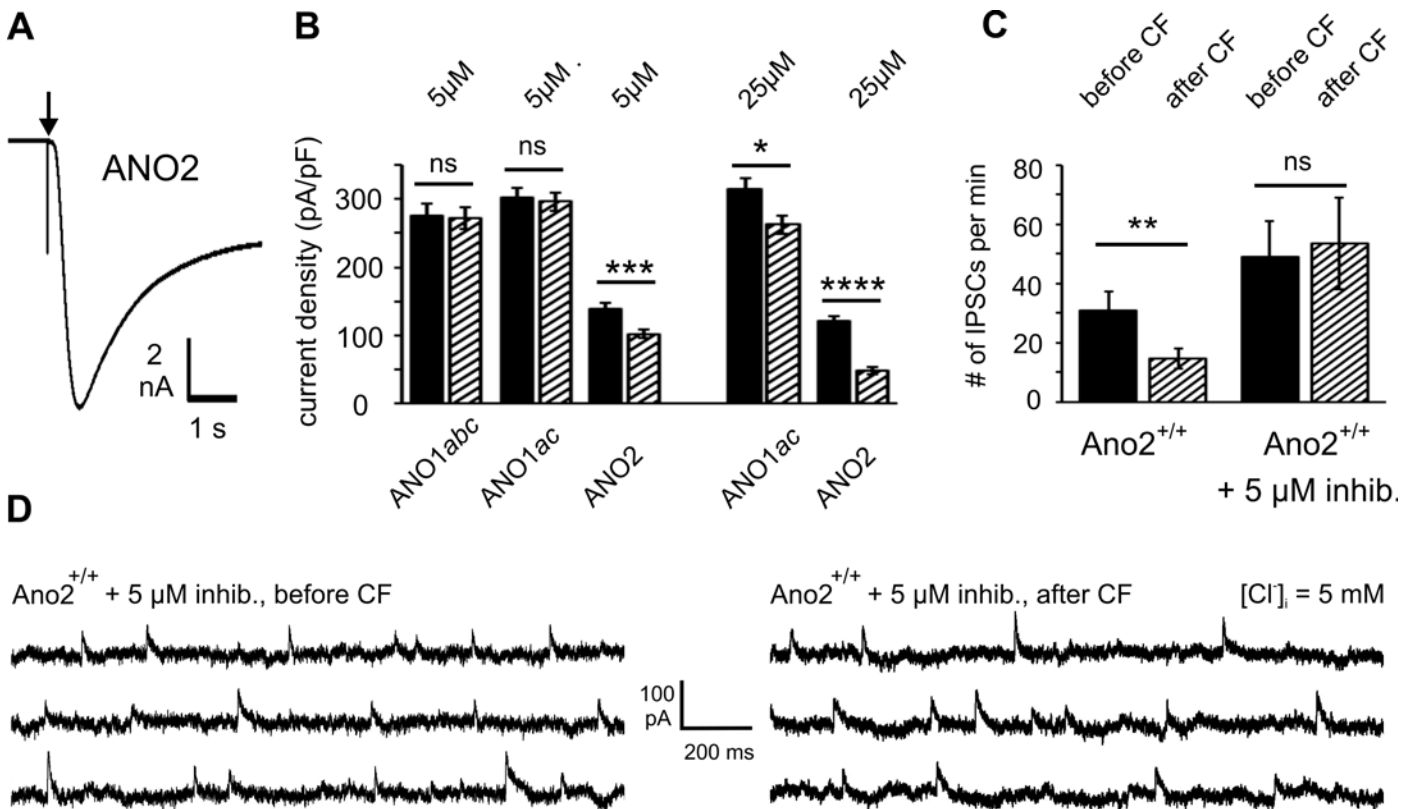 A
ANO2
2
nA
1 s
B
5µM
5µM .
5µM
25µM
25µM
current density (pA/pF)
300
200
100
0
ns
ns
***
*
****
ANO1abc
ANO1ac
ANO2
ANO1ac
ANO2
C
before CF
after CF
before CF
after CF
# of IPSCs per min
80
60
40
20
0
**
ns
Ano2+/+
Ano2+/+
+ 5 µM inhib.
D
Ano2+/+ + 5 µM inhib., before CF
Ano2+/+ + 5 µM inhib., after CF
[Cl-]i = 5 mM
100
pA
200 ms